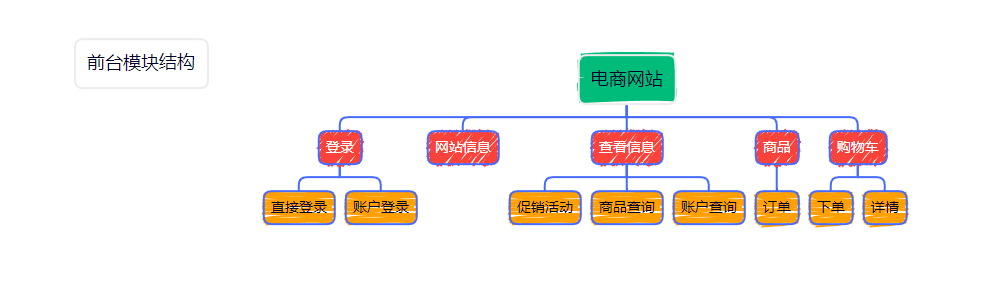 前台模块结构
电商网站
登录
网站信息
查看信息
商品
购物车
直接登录
账户登录
促销活动
商品查询
账户查询
订单
下单
详情